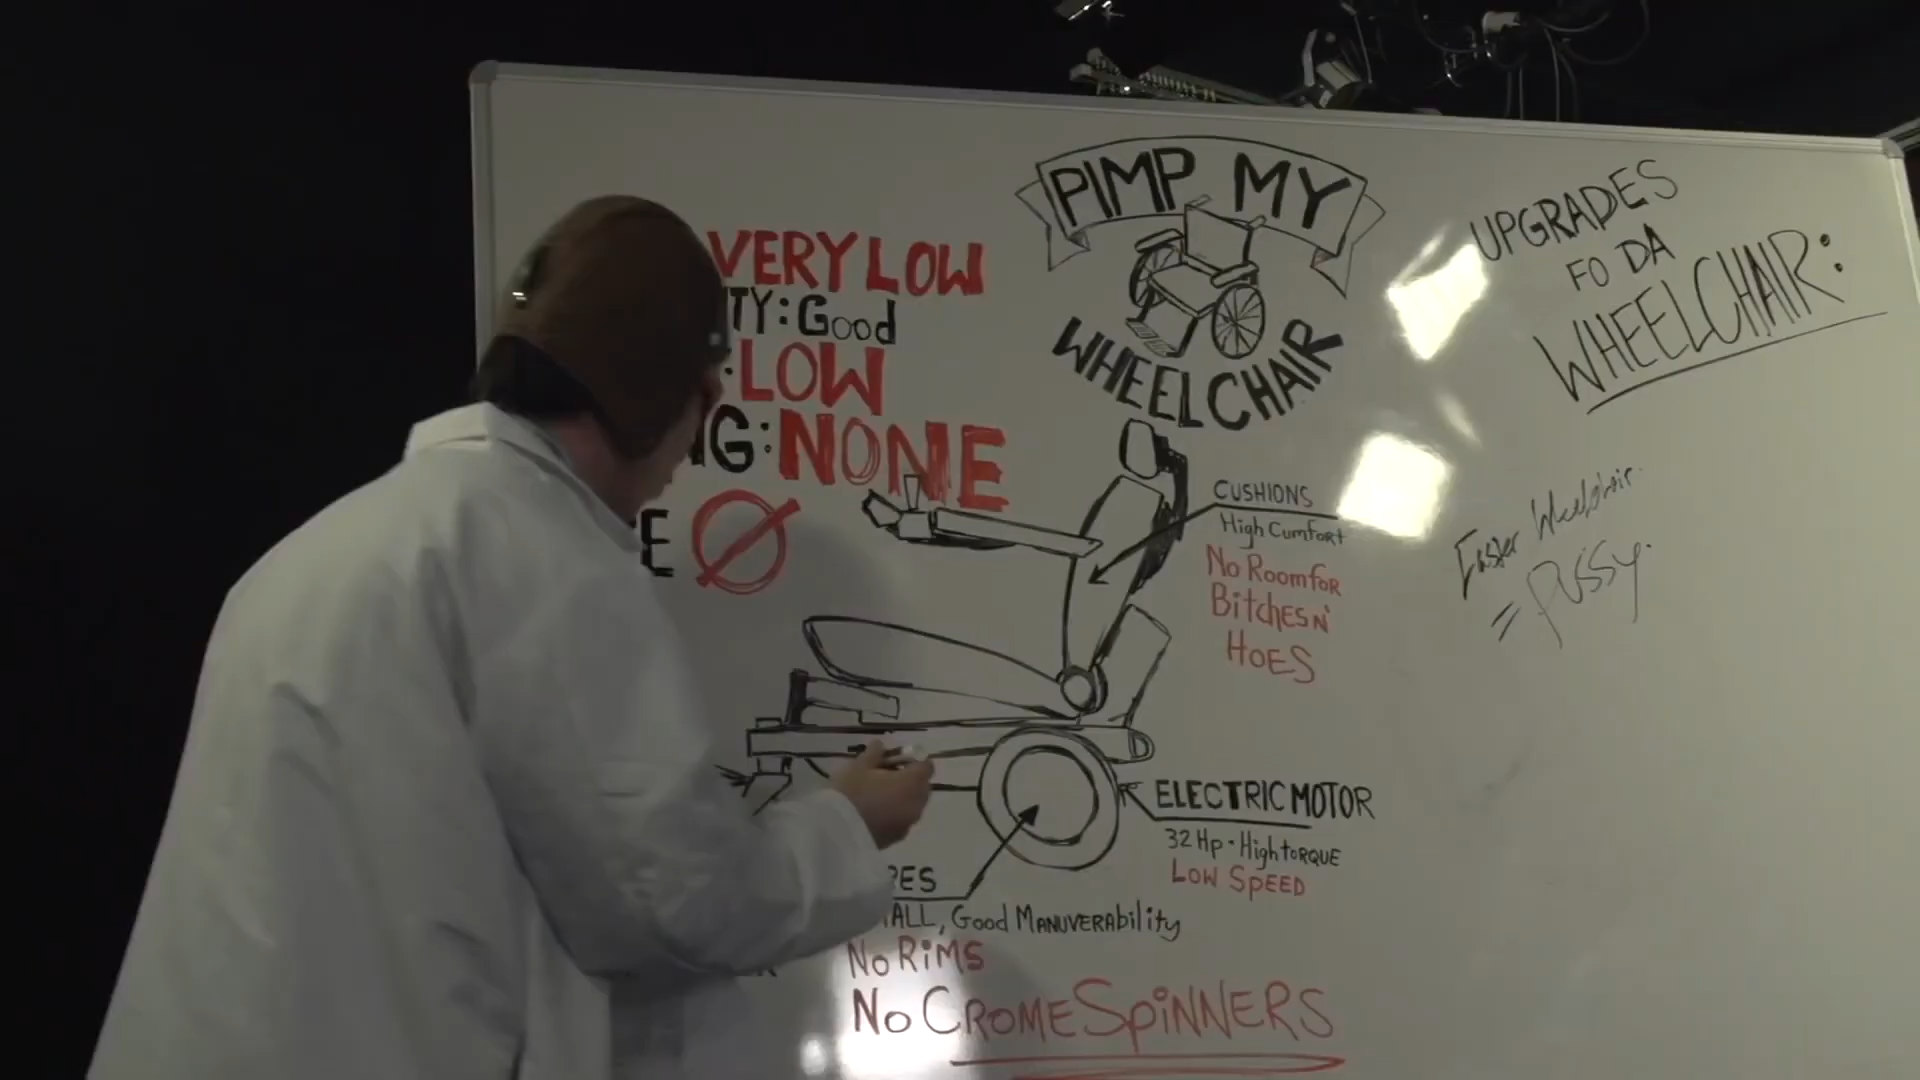 VERY LOW
TY: Good
: LOW
NG: NONE
E
PIMP MY
WHEELCHAIR
UPGRADES
FO DA
WHEELCHAIR:
CUSHIONS
High Cumfort
No Room for
Bitches N'
HoES
Wheelchair.
= Pussy.
ELECTRIC MOTOR
32 Hp - High torque
Low Speed
RES
ALL, Good Manuverability
No Rims
No Crome Spinners